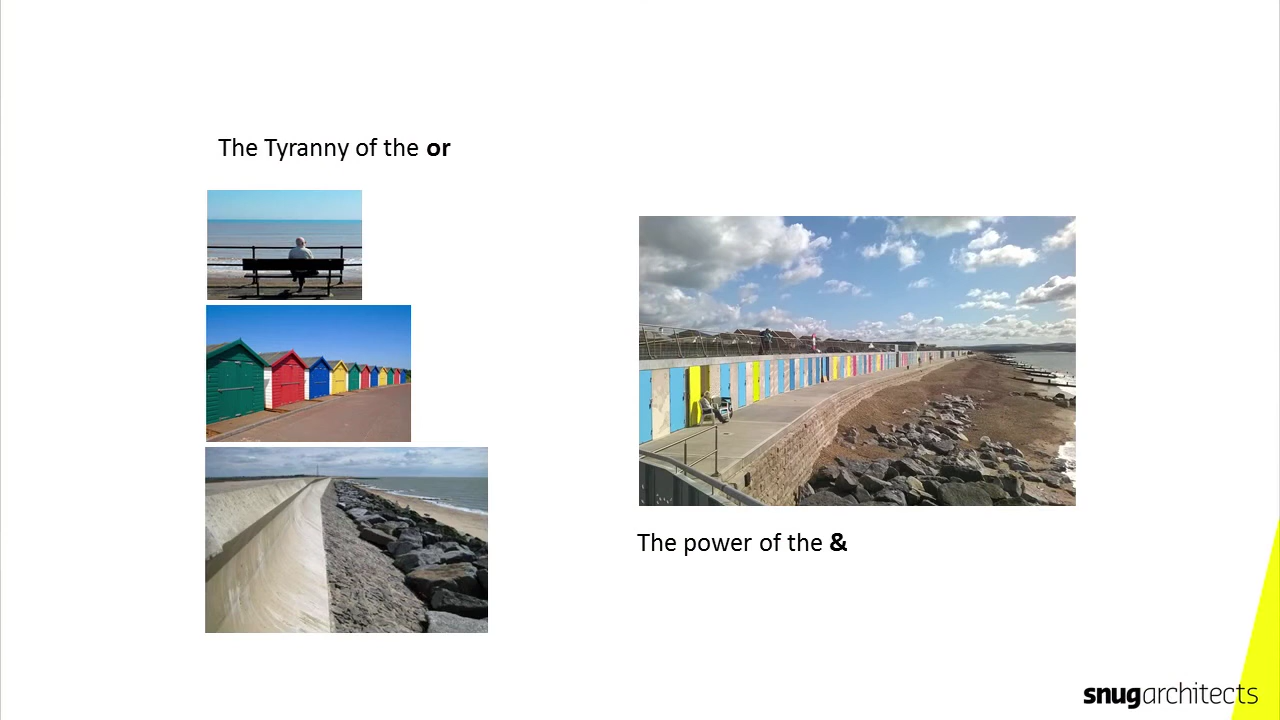 The Tyranny of the or
The power of the &
snugarchitects